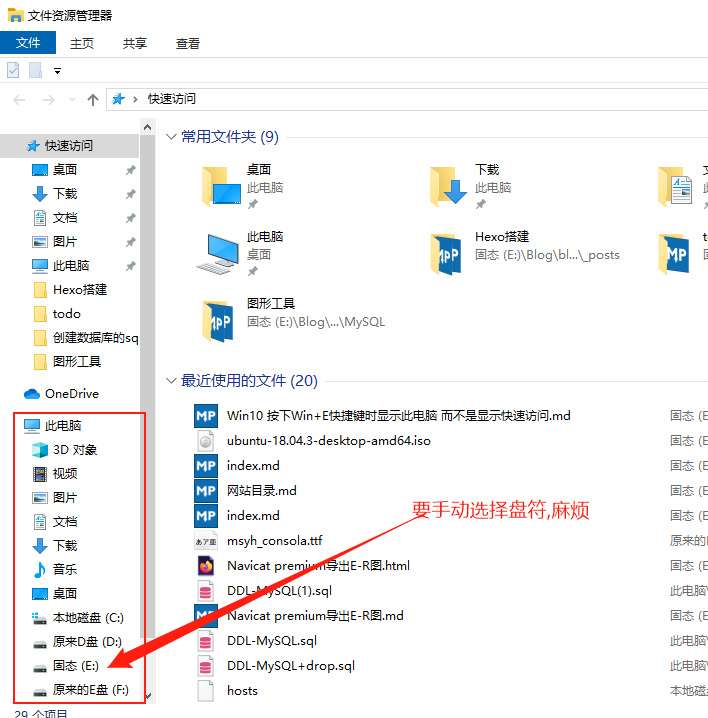 文件资源管理器
文件 主页 共享 查看
快速访问
快速访问
桌面
下载
文档
图片
此电脑
Hexo搭建
todo
创建数据库的sq
图形工具
OneDrive
此电脑
3D 对象
视频
图片
文档
下载
音乐
桌面
本地磁盘 (C:)
原来D盘 (D:)
固态 (E:)
原来的E盘 (F:)
29 个项目
常用文件夹 (9)
桌面
此电脑
下载
此电脑
此电脑
桌面
Hexo搭建
固态 (E:)\Blog\bl...\_posts
图形工具
固态 (E:)\Blog\...\MySQL
最近使用的文件 (20)
Win10 按下Win+E快捷键时显示此电脑 而不是显示快速访问.md 固态 (E
ubuntu-18.04.3-desktop-amd64.iso 固态 (E
index.md 固态 (E
网站目录.md 固态 (E
index.md 固态 (E
要手动选择盘符,麻烦
msyh_consola.ttf 原来的E
Navicat premium导出E-R图.html 固态 (E
DDL-MySQL(1).sql 此电脑\
Navicat premium导出E-R图.md 固态 (E
DDL-MySQL.sql 此电脑\
DDL-MySQL+drop.sql 此电脑\
hosts 本地磁